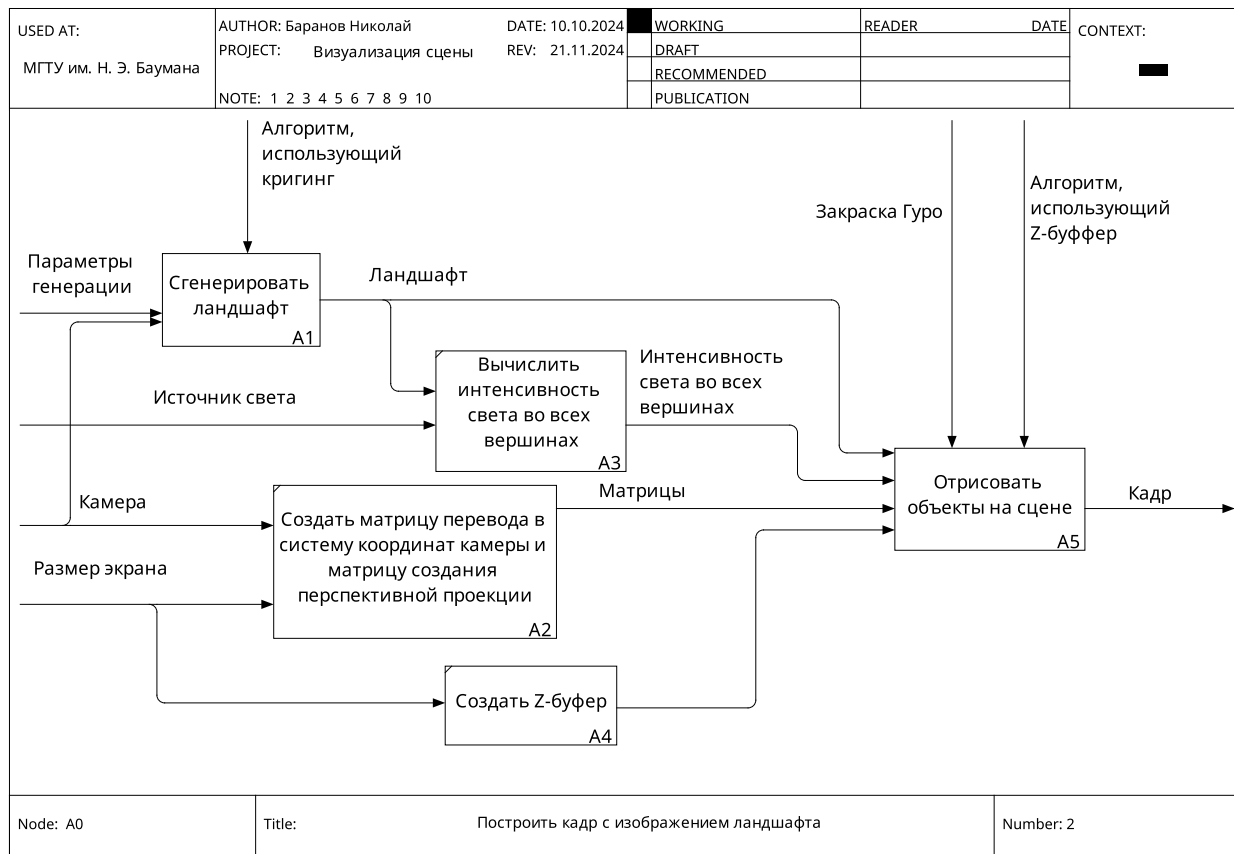 USED AT:
МГТУ им. Н. Э. Баумана
AUTHOR: Баранов Николай
DATE: 10.10.2024
PROJECT: Визуализация сцены
REV: 21.11.2024
NOTE: 1 2 3 4 5 6 7 8 9 10
WORKING
DRAFT
RECOMMENDED
PUBLICATION
READER DATE
CONTEXT:
Алгоритм,
использующий
кригинг
Закраска Гуро
Алгоритм,
использующий
Z-буффер
Параметры
генерации
Сгенерировать
ландшафт
A1
Ландшафт
Источник света
Вычислить
интенсивность
света во всех
вершинах
A3
Интенсивность
света во всех
вершинах
Камера
Размер экрана
Создать матрицу перевода в
систему координат камеры и
матрицу создания
перспективной проекции
A2
Матрицы
Отрисовать
объекты на сцене
A5
Кадр
Создать Z-буфер
A4
Node: A0
Title: Построить кадр с изображением ландшафта
Number: 2